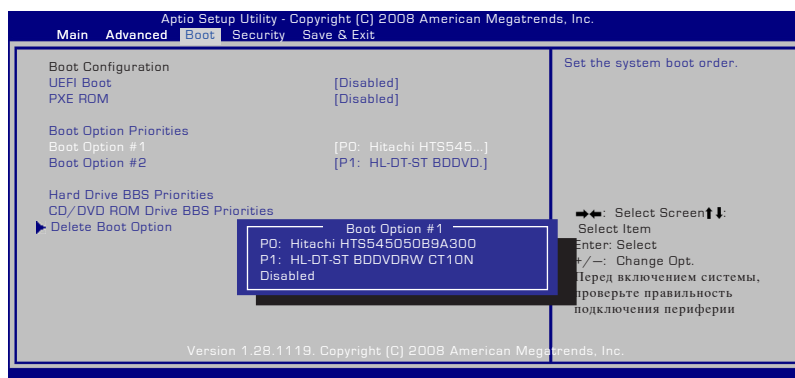 Aptio Setup Utility - Copyright (C) 2008 American Megatrends, Inc.
Main Advanced Boot Security Save & Exit
Boot Configuration
UEFI Boot [Disabled]
PXE ROM [Disabled]
Boot Option Priorities
Boot Option #1 [P0: Hitachi HTS545...]
Boot Option #2 [P1: HL-DT-ST BDDVD.]
Hard Drive BBS Priorities
CD/DVD ROM Drive BBS Priorities
Delete Boot Option
Boot Option #1
P0: Hitachi HTS545050B9A300
P1: HL-DT-ST BDDVDRW CT10N
Disabled
Set the system boot order.
➡⬅: Select Screen⬆⬇:
Select Item
Enter: Select
+/—: Change Opt.
Перед включением системы,
проверьте правильность
подключения периферии
Version 1.28.1119. Copyright (C) 2008 American Megatrends, Inc.